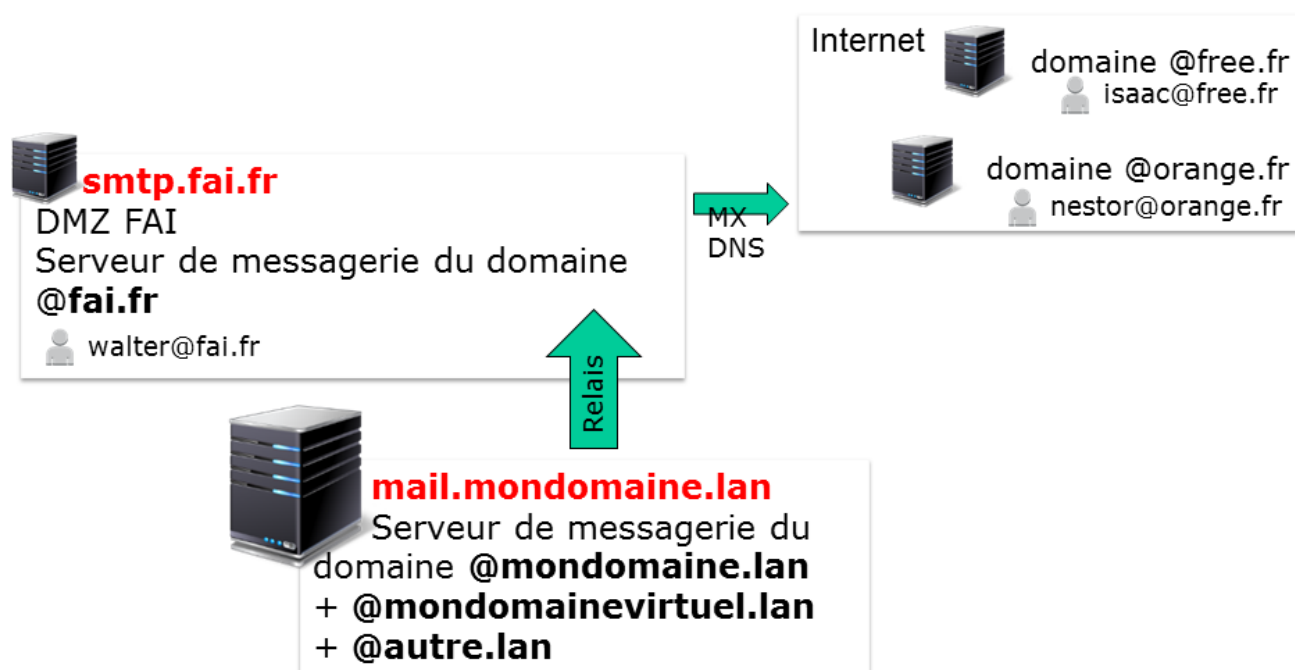 Internet
domaine @free.fr
isaac@free.fr
domaine @orange.fr
nestor@orange.fr
smtp.fai.fr
DMZ FAI
Serveur de messagerie du domaine
@fai.fr
walter@fai.fr
MX
DNS
Relais
mail.mondomaine.lan
Serveur de messagerie du
domaine @mondomaine.lan
+ @mondomainevirtuel.lan
+ @autre.lan